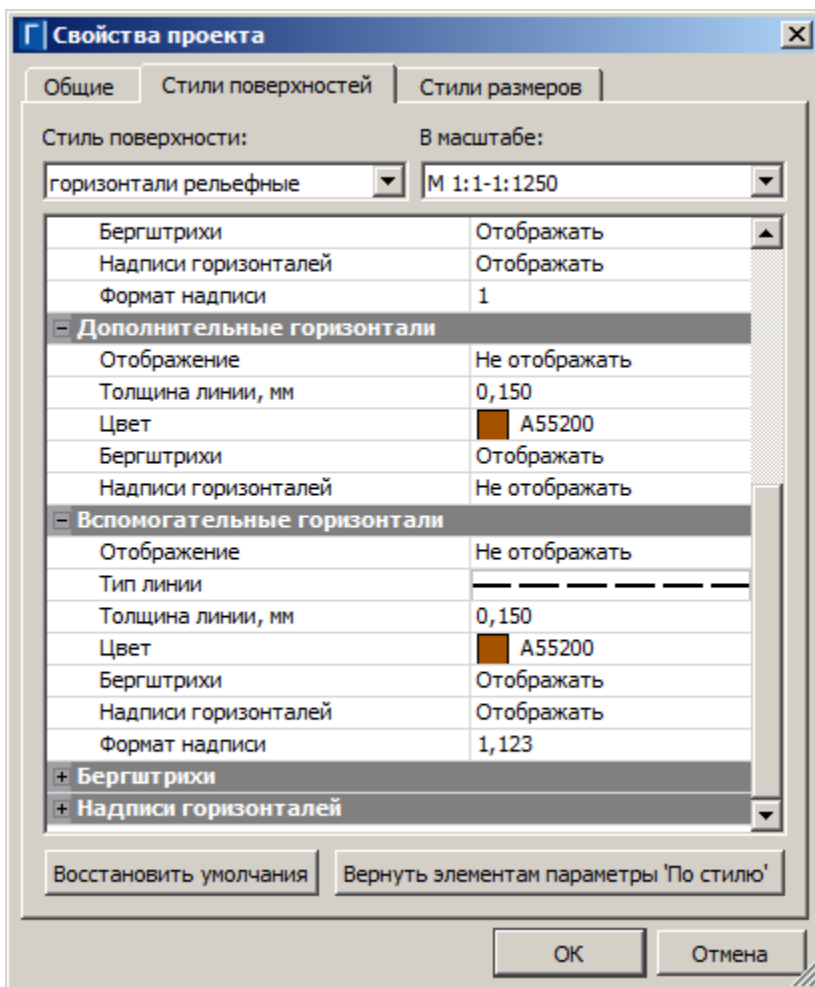 Г Свойства проекта
Общие Стили поверхностей Стили размеров
Стиль поверхности: В масштабе:
горизонтали рельефные М 1:1-1:1250
Бергштрихи Отображать
Надписи горизонталей Отображать
Формат надписи 1
Дополнительные горизонтали
Отображение Не отображать
Толщина линии, мм 0,150
Цвет A55200
Бергштрихи Отображать
Надписи горизонталей Не отображать
Вспомогательные горизонтали
Отображение Не отображать
Тип линии
Толщина линии, мм 0,150
Цвет A55200
Бергштрихи Отображать
Надписи горизонталей Отображать
Формат надписи 1,123
Бергштрихи
Надписи горизонталей
Восстановить умолчания Вернуть элементам параметры 'По стилю'
ОК Отмена